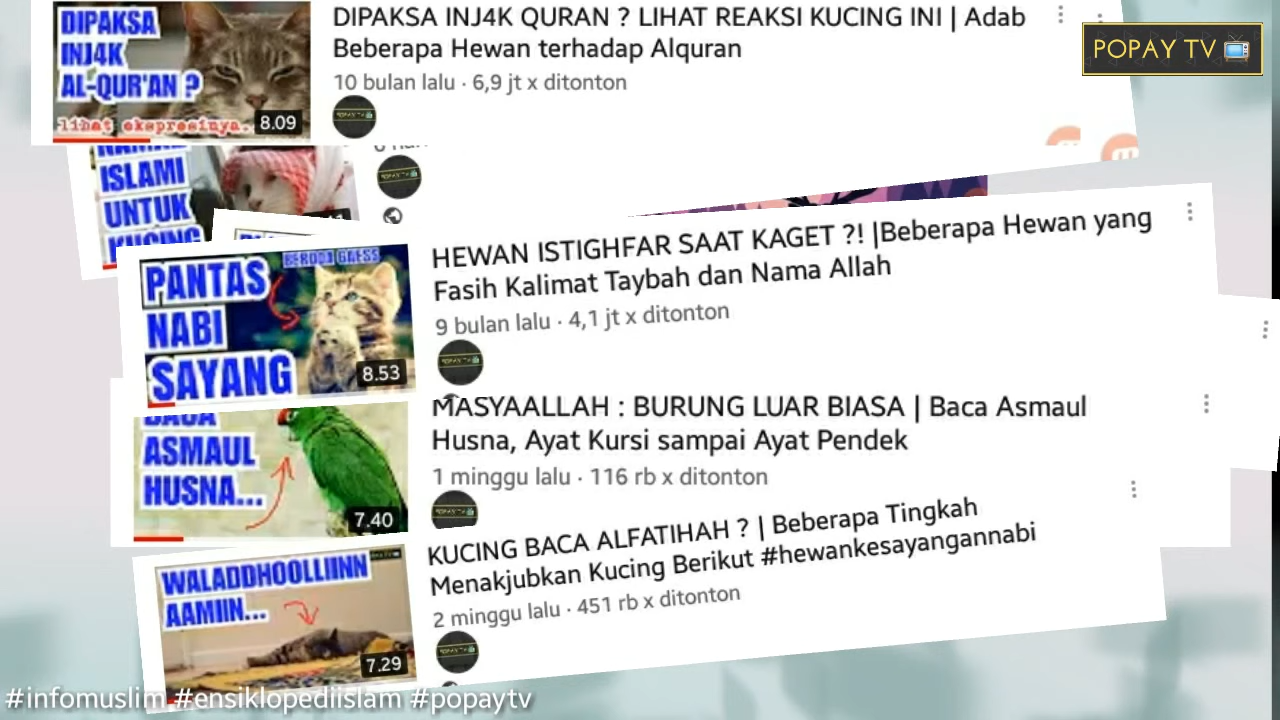 DIPAKSA
INJ4K
AL-QUR'AN ?
lihat ekspresinya.
8.09
DIPAKSA INJ4K QURAN ? LIHAT REAKSI KUCING INI | Adab
Beberapa Hewan terhadap Alquran
10 bulan lalu · 6,9 jt x ditonton
POPAY TV
ISLAMI
UNTUK
KUCING
PANTAS
NABI
SAYANG
BERDOA GAESS
8.53
HEWAN ISTIGHFAR SAAT KAGET ?! |Beberapa Hewan yang
Fasih Kalimat Taybah dan Nama Allah
9 bulan lalu · 4,1 jt x ditonton
BACA
ASMAUL
HUSNA...
7.40
MASYAALLAH : BURUNG LUAR BIASA | Baca Asmaul
Husna, Ayat Kursi sampai Ayat Pendek
1 minggu lalu · 116 rb x ditonton
WALADDHOOLLIINN
AAMIIN...
7.29
KUCING BACA ALFATIHAH ? | Beberapa Tingkah
Menakjubkan Kucing Berikut #hewankesayangannabi
2 minggu lalu · 451 rb x ditonton
#infomuslim #ensiklopediislam #popaytv